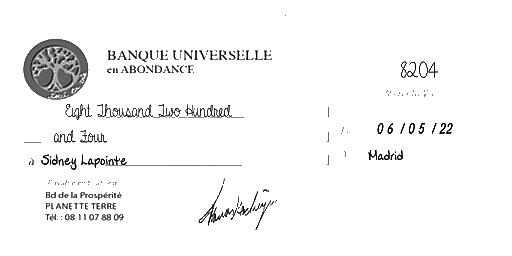 BANQUE UNIVERSELLE
en ABONDANCE
8204
Eight Thousand Two Hundred
and Four
06/05/22
à Sidney Lapointe
Madrid
Bd de la Prospérité
PLANETTE TERRE
Tél. : 08 11 07 88 09